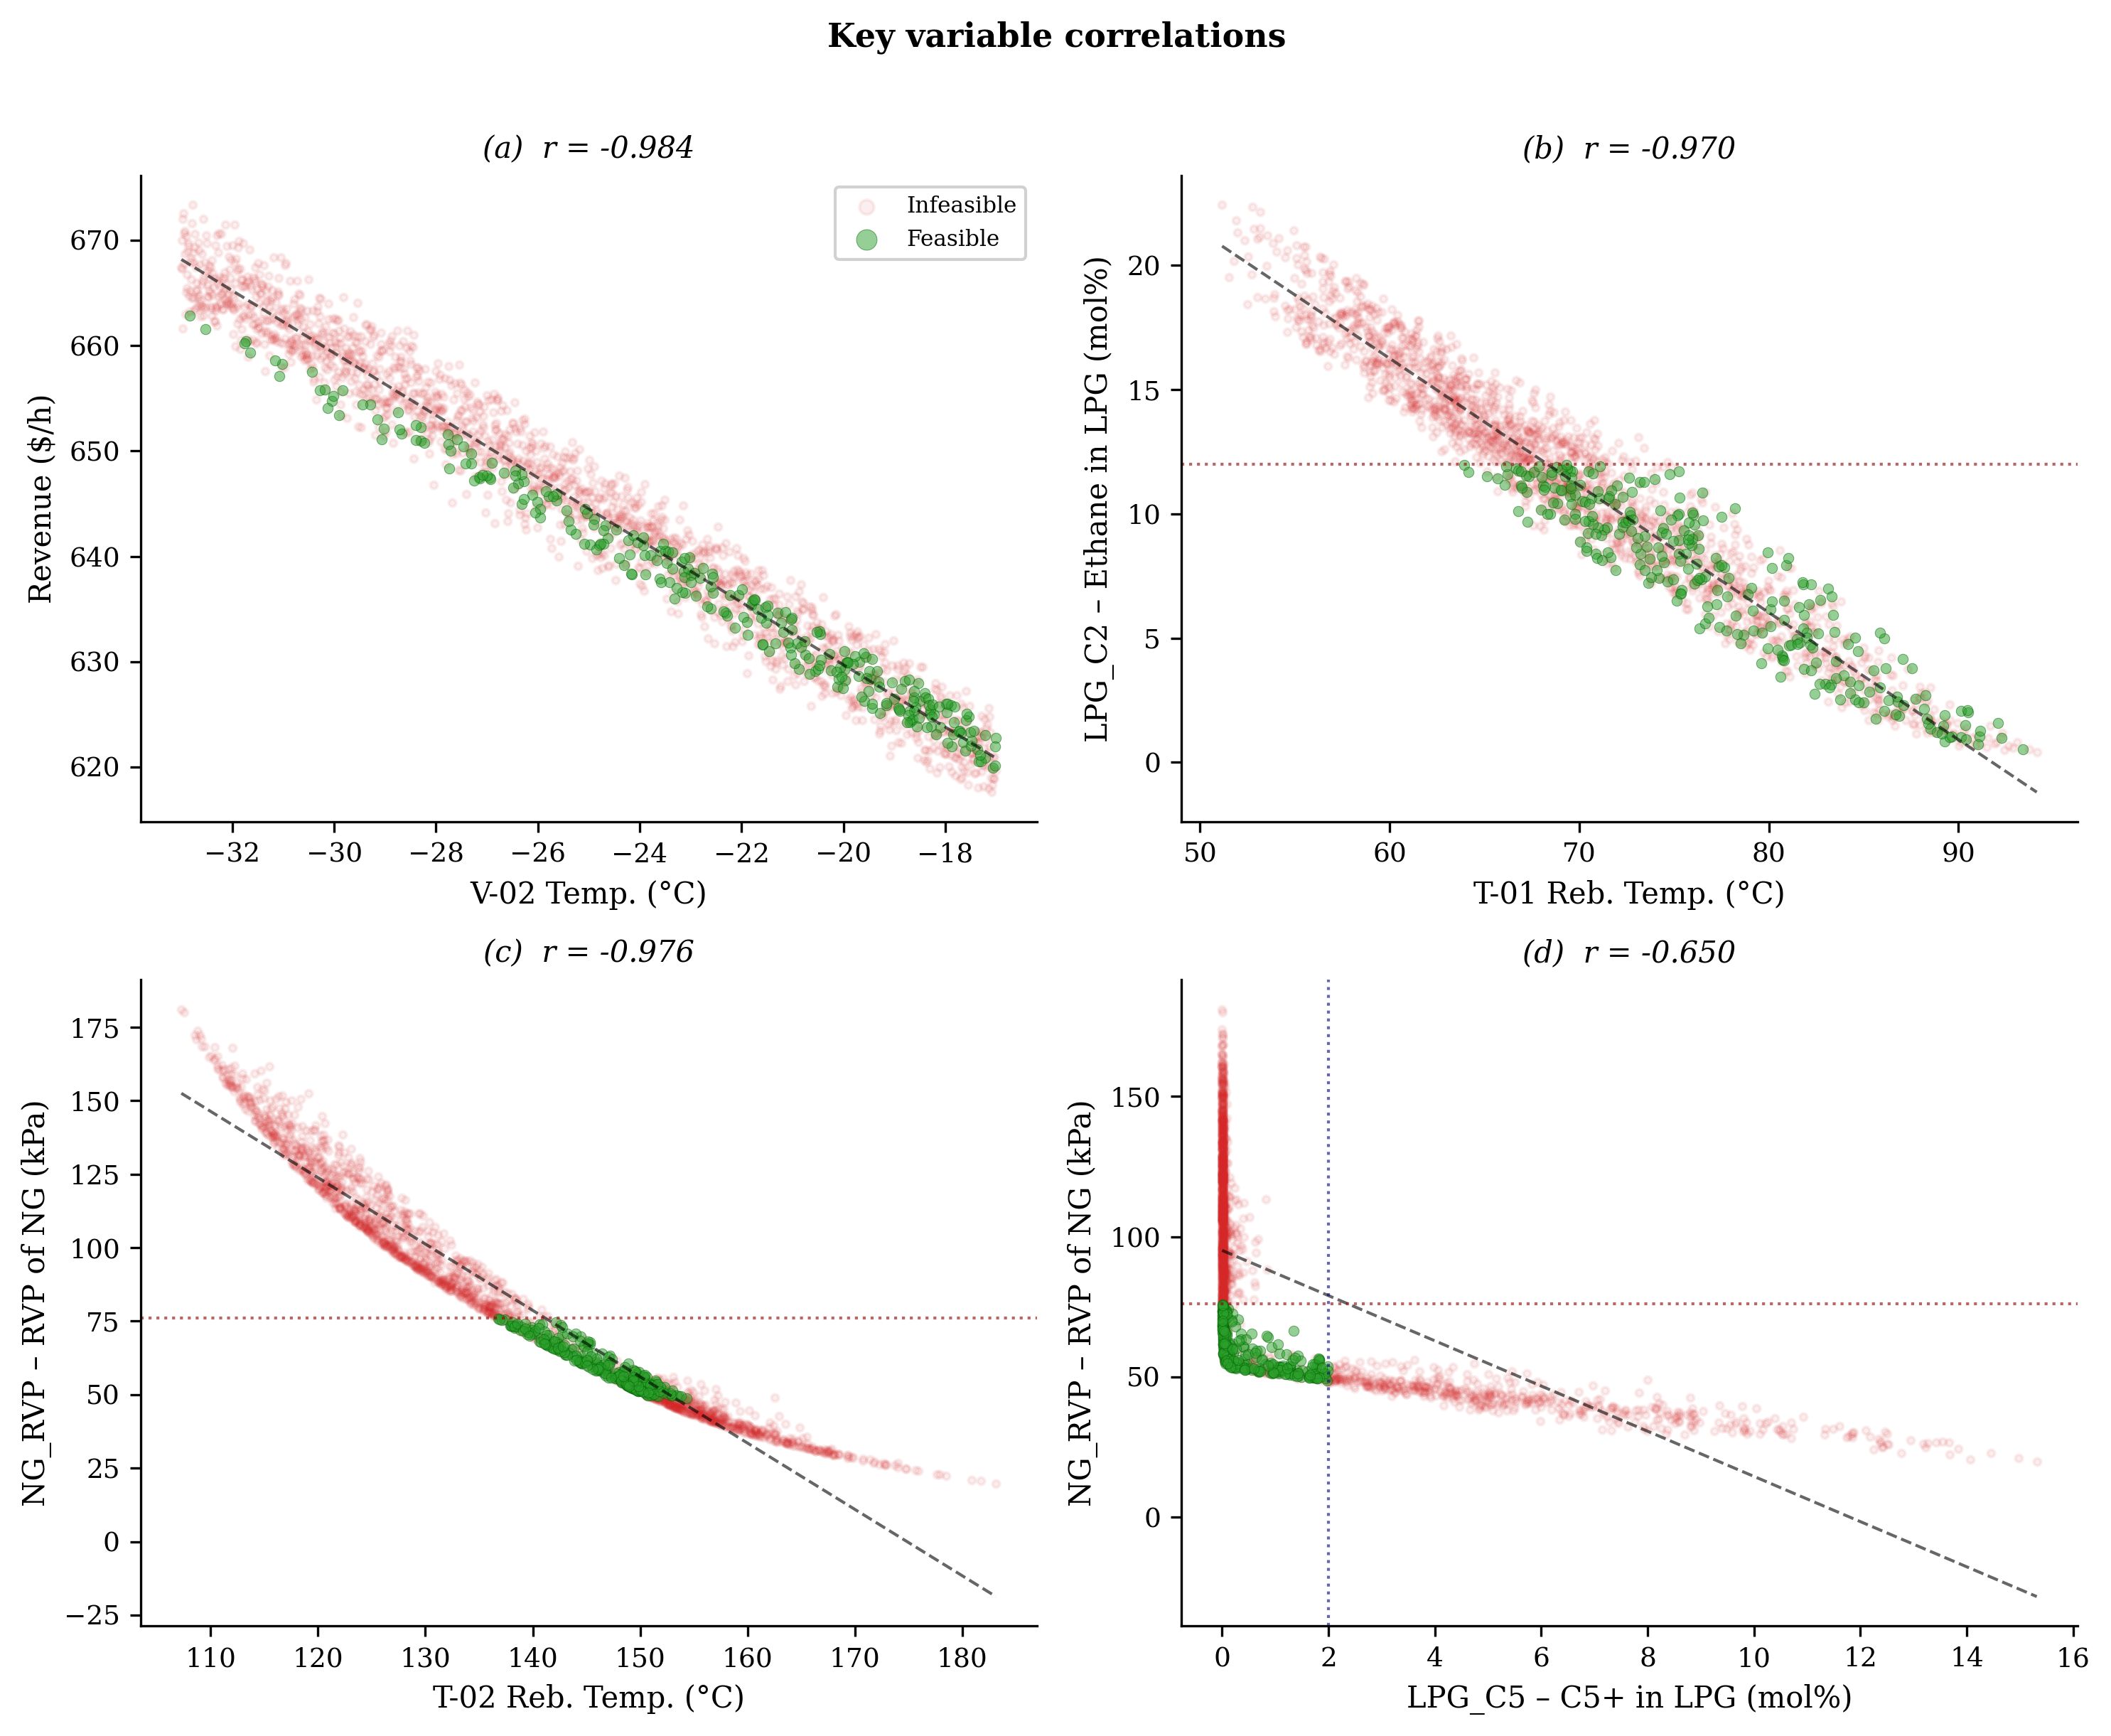 Key variable correlations
(a)  r = -0.984
Revenue ($/h)
670
660
650
640
630
620
Infeasible
Feasible
−32 −30 −28 −26 −24 −22 −20 −18
V-02 Temp. (°C)
(b)  r = -0.970
LPG_C2 – Ethane in LPG (mol%)
20
15
10
5
0
50 60 70 80 90
T-01 Reb. Temp. (°C)
(c)  r = -0.976
NG_RVP – RVP of NG (kPa)
175
150
125
100
75
50
25
0
−25
110 120 130 140 150 160 170 180
T-02 Reb. Temp. (°C)
(d)  r = -0.650
NG_RVP – RVP of NG (kPa)
150
100
50
0
0 2 4 6 8 10 12 14 16
LPG_C5 – C5+ in LPG (mol%)